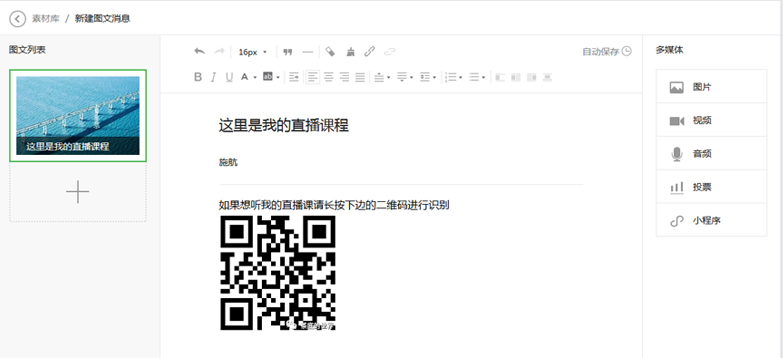 素材库 / 新建图文消息
图文列表
这里是我的直播课程
16px
自动保存
B I U A ab
这里是我的直播课程
施航
如果想听我的直播课请长按下边的二维码进行识别
多媒体
图片
视频
音频
投票
小程序